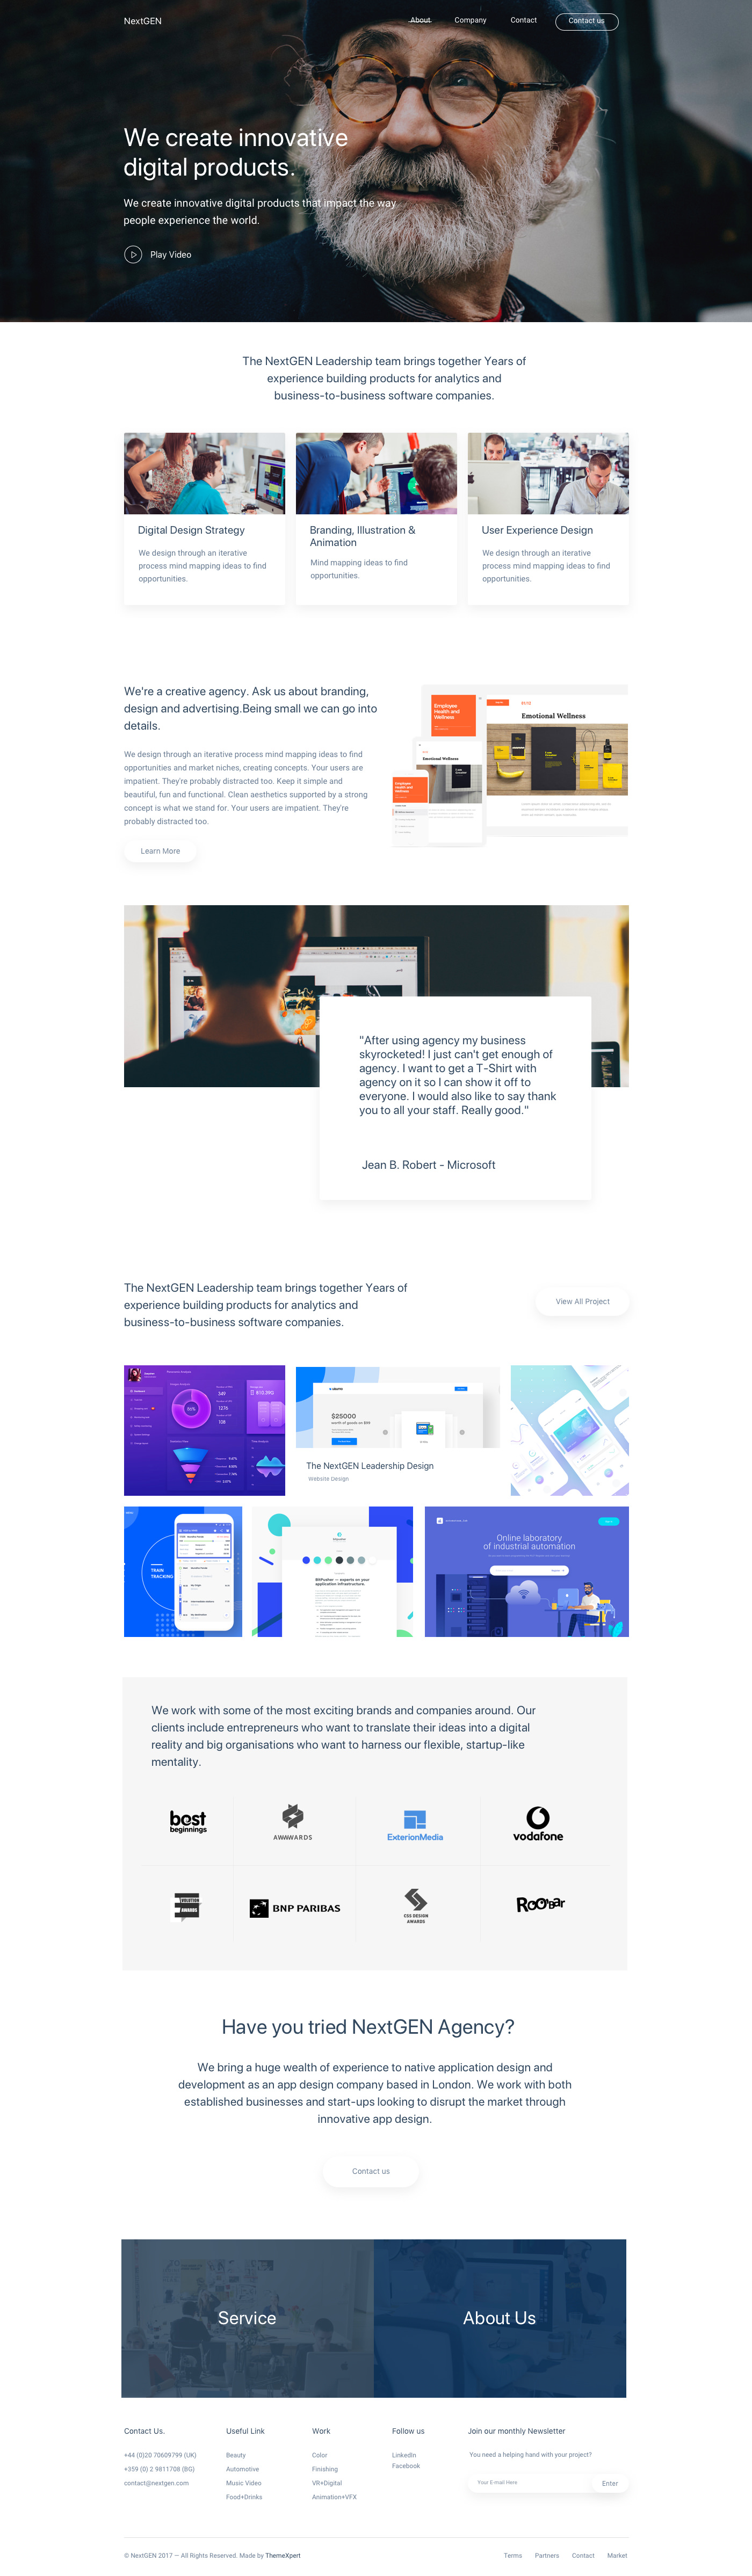 NextGEN
About
Company
Contact
Contact us
We create innovative
digital products.
We create innovative digital products that impact the way
people experience the world.
Play Video
The NextGEN Leadership team brings together Years of
experience building products for analytics and
business-to-business software companies.
Digital Design Strategy
We design through an iterative
process mind mapping ideas to find
opportunities.
Branding, Illustration &
Animation
Mind mapping ideas to find
opportunities.
User Experience Design
We design through an iterative
process mind mapping ideas to find
opportunities.
We're a creative agency. Ask us about branding,
design and advertising.Being small we can go into
details.
We design through an iterative process mind mapping ideas to find
opportunities and market niches, creating concepts. Your users are
impatient. They're probably distracted too. Keep it simple and
beautiful, fun and functional. Clean aesthetics supported by a strong
concept is what we stand for. Your users are impatient. They're
probably distracted too.
Learn More
Employee
Health and
Wellness
Emotional Wellness
Emotional Wellness
Employee
Health and
Wellness
"After using agency my business
skyrocketed! I just can't get enough of
agency. I want to get a T-Shirt with
agency on it so I can show it off to
everyone. I would also like to say thank
you to all your staff. Really good."
Jean B. Robert - Microsoft
The NextGEN Leadership team brings together Years of
experience building products for analytics and
business-to-business software companies.
View All Project
$25000
worth of goods on $99
The NextGEN Leadership Design
Website Design
TRAIN
TRACKING
BitPusher — experts on your
application infrastructure.
Online laboratory
of industrial automation
We work with some of the most exciting brands and companies around. Our
clients include entrepreneurs who want to translate their ideas into a digital
reality and big organisations who want to harness our flexible, startup-like
mentality.
best
beginnings
AWWWARDS
ExterionMedia
vodafone
EVOLUTION
AWARDS
BNP PARIBAS
CSS DESIGN
AWARDS
ROOBar
Have you tried NextGEN Agency?
We bring a huge wealth of experience to native application design and
development as an app design company based in London. We work with both
established businesses and start-ups looking to disrupt the market through
innovative app design.
Contact us
Service
About Us
Contact Us.
+44 (0)20 70609799 (UK)
+359 (0) 2 9811708 (BG)
contact@nextgen.com
Useful Link
Beauty
Automotive
Music Video
Food+Drinks
Work
Color
Finishing
VR+Digital
Animation+VFX
Follow us
LinkedIn
Facebook
Join our monthly Newsletter
You need a helping hand with your project?
Your E-mail Here
Enter
© NextGEN 2017 — All Rights Reserved. Made by ThemeXpert
Terms
Partners
Contact
Market